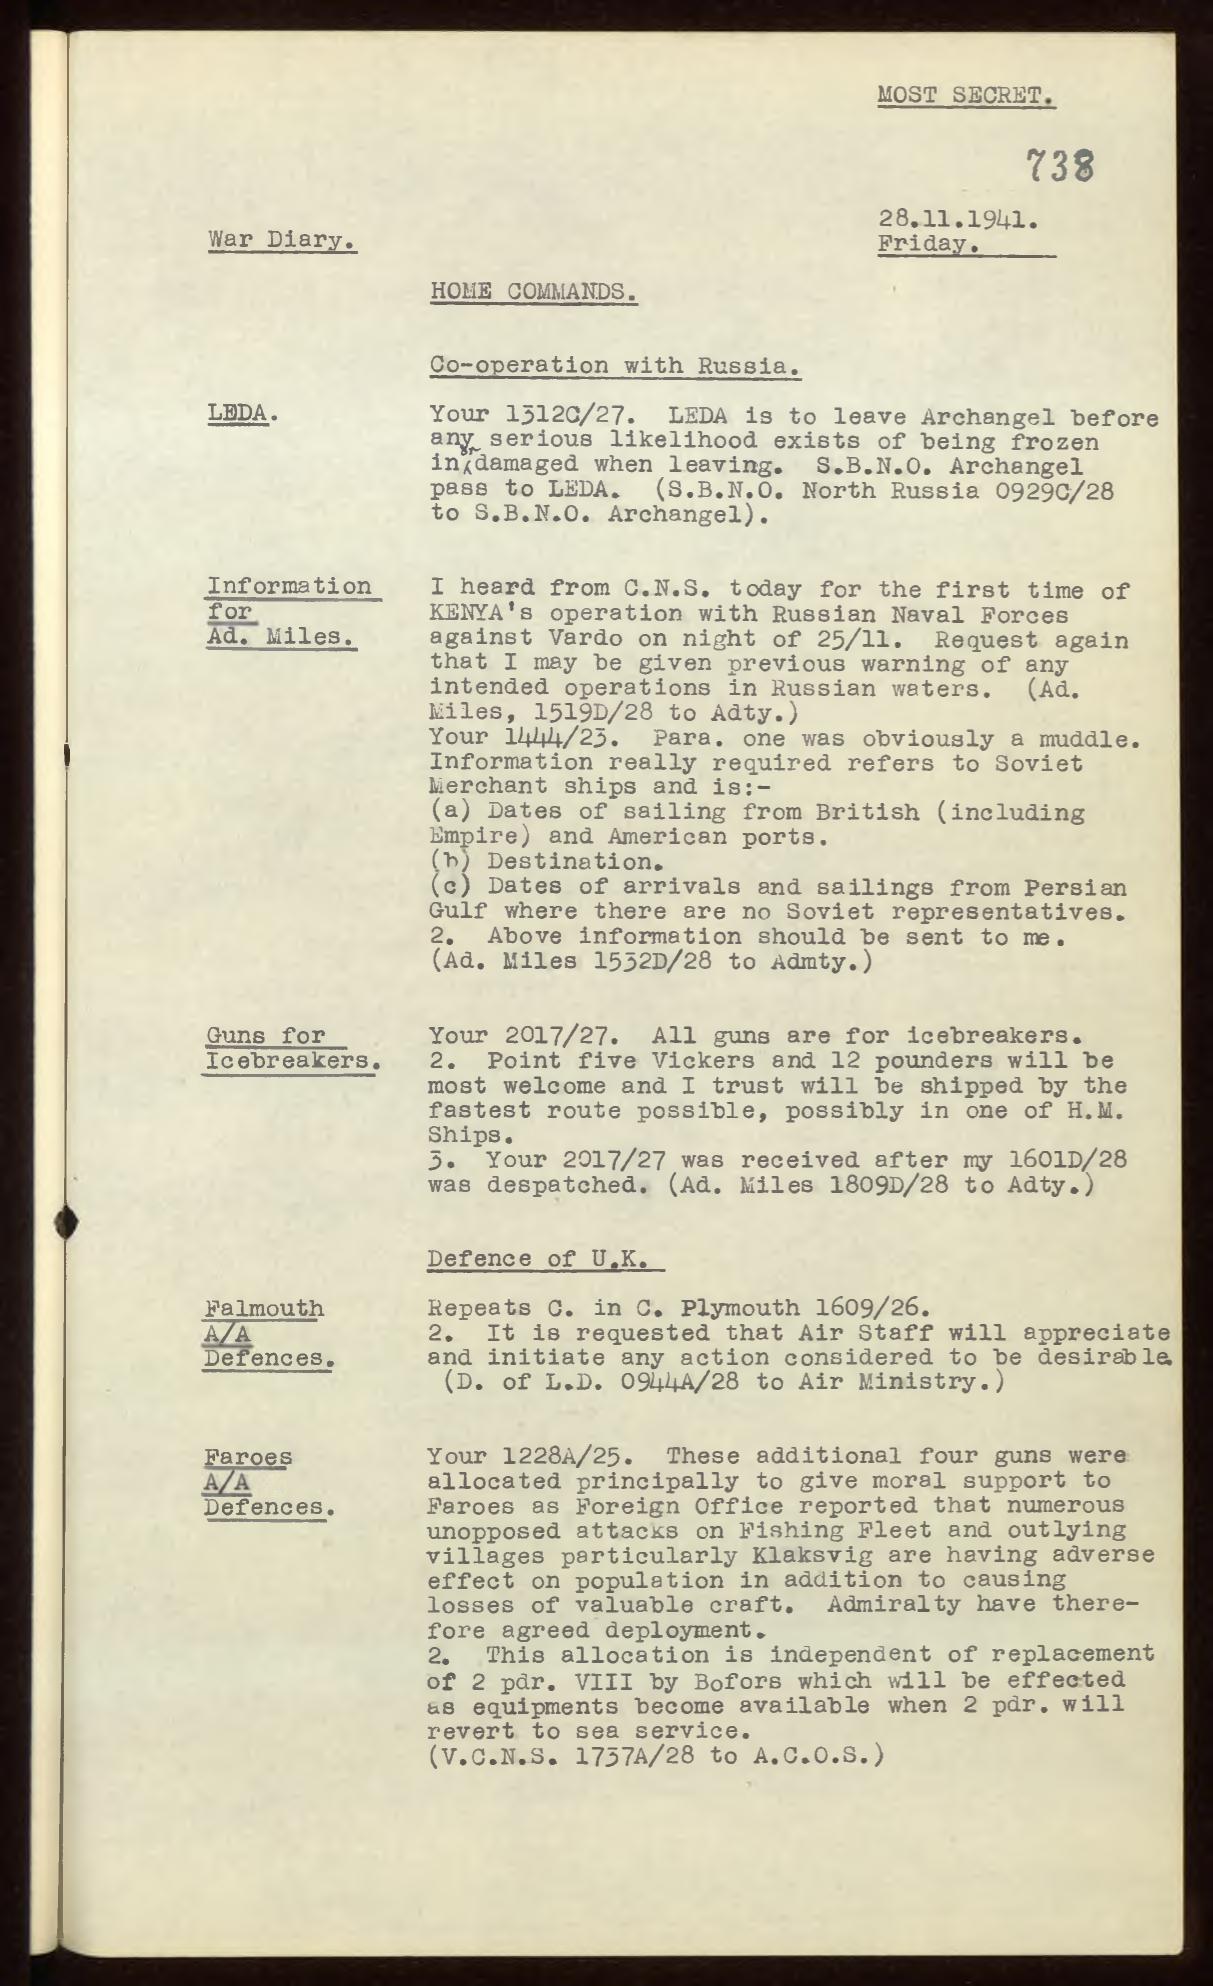 MOST SECRET.
738
28.11.1941.
Friday.
War Diary.
HOME COMMANDS.
Co-operation with Russia.
LEDA.
Your 1312C/27. LEDA is to leave Archangel before
any serious likelihood exists of being frozen
in or damaged when leaving. S.B.N.O. Archangel
pass to LEDA. (S.B.N.O. North Russia 0929C/28
to S.B.N.O. Archangel).
Information
for
Ad. Miles.
I heard from C.N.S. today for the first time of
KENYA's operation with Russian Naval Forces
against Vardo on night of 25/11. Request again
that I may be given previous warning of any
intended operations in Russian waters. (Ad.
Miles, 1519D/28 to Adty.)
Your 1444/23. Para. one was obviously a muddle.
Information really required refers to Soviet
Merchant ships and is:-
(a) Dates of sailing from British (including
Empire) and American ports.
(b) Destination.
(c) Dates of arrivals and sailings from Persian
Gulf where there are no Soviet representatives.
2. Above information should be sent to me.
(Ad. Miles 1532D/28 to Admty.)
Guns for
Icebreakers.
Your 2017/27. All guns are for icebreakers.
2. Point five Vickers and 12 pounders will be
most welcome and I trust will be shipped by the
fastest route possible, possibly in one of H.M.
Ships.
3. Your 2017/27 was received after my 1601D/28
was despatched. (Ad. Miles 1809D/28 to Adty.)
Defence of U.K.
Falmouth
A/A
Defences.
Repeats C. in C. Plymouth 1609/26.
2. It is requested that Air Staff will appreciate
and initiate any action considered to be desirable.
(D. of L.D. 0944A/28 to Air Ministry.)
Faroes
A/A
Defences.
Your 1228A/25. These additional four guns were
allocated principally to give moral support to
Faroes as Foreign Office reported that numerous
unopposed attacks on Fishing Fleet and outlying
villages particularly Klaksvig are having adverse
effect on population in addition to causing
losses of valuable craft. Admiralty have there-
fore agreed deployment.
2. This allocation is independent of replacement
of 2 pdr. VIII by Bofors which will be effected
as equipments become available when 2 pdr. will
revert to sea service.
(V.C.N.S. 1737A/28 to A.C.O.S.)